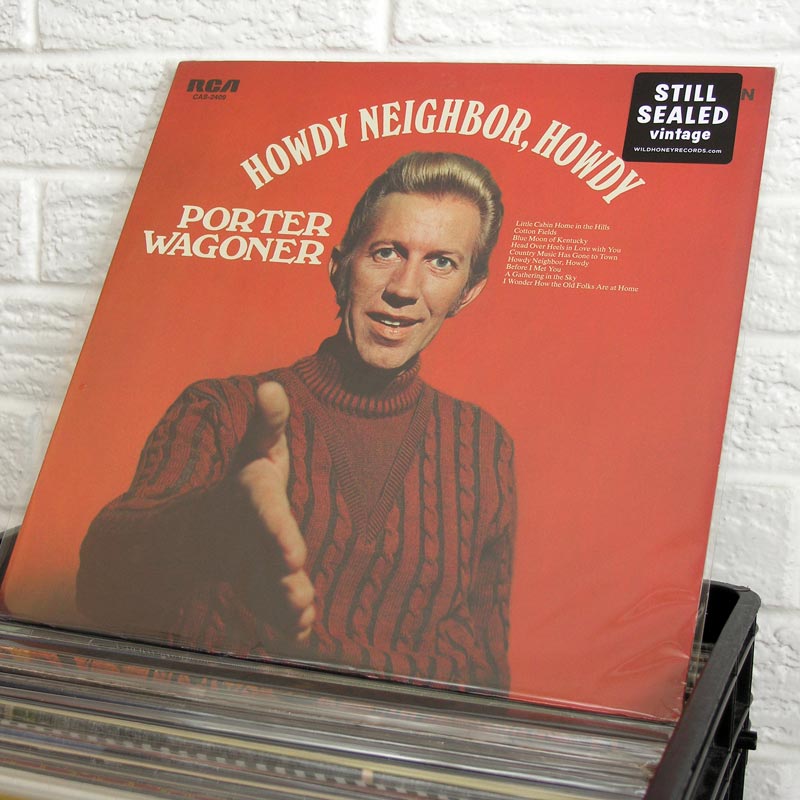 RCA
CAS-2409
N
STILL
SEALED
vintage
WILDHONEYRECORDS.com
HOWDY NEIGHBOR, HOWDY
PORTER
WAGONER
Little Cabin Home in the Hills
Cotton Fields
Blue Moon of Kentucky
Head Over Heels in Love with You
Country Music Has Gone to Town
Howdy Neighbor, Howdy
Before I Met You
A Gathering in the Sky
I Wonder How the Old Folks Are at Home